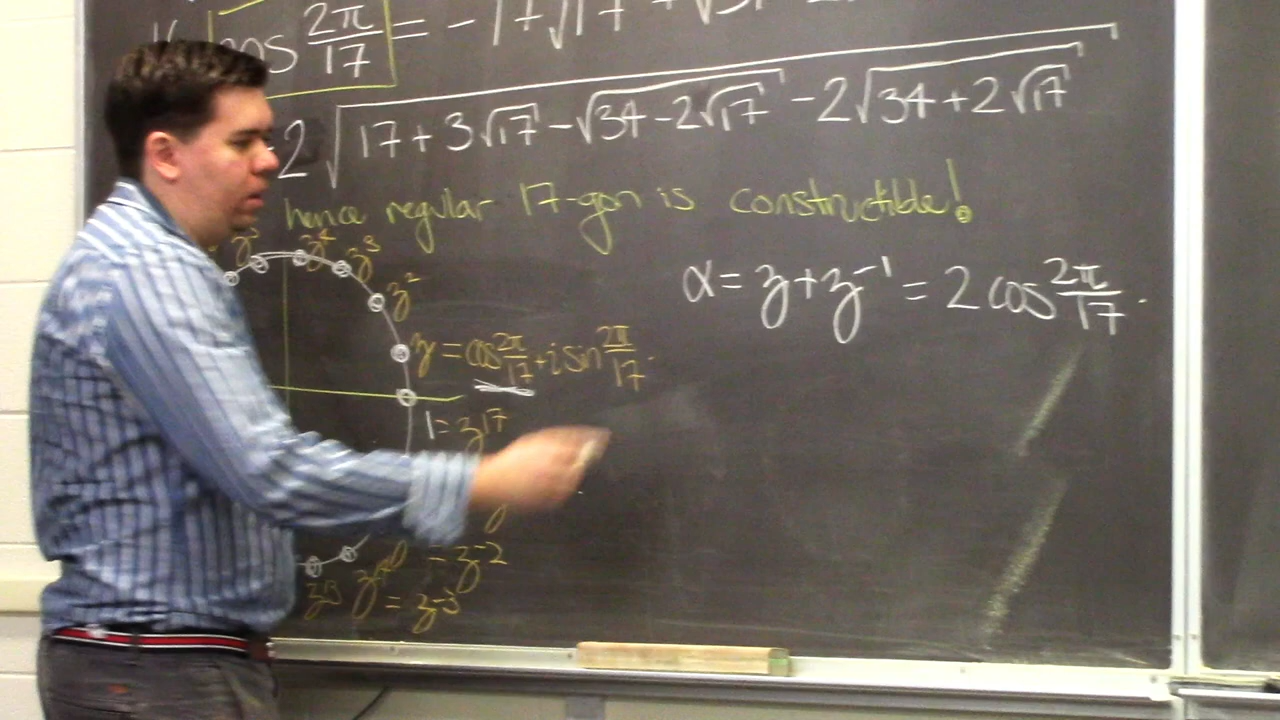 cos 2π/17 = -1+√17 +
2√(17+3√17 - √(34-2√17) - 2√(34+2√17))
hence regular 17-gon is constructible!
z⁴ z³
z²
α = z+z⁻¹ = 2 cos 2π/17.
z = cos 2π/17 + i sin 2π/17.
1 = z¹⁷
= z⁻²
= z⁻³